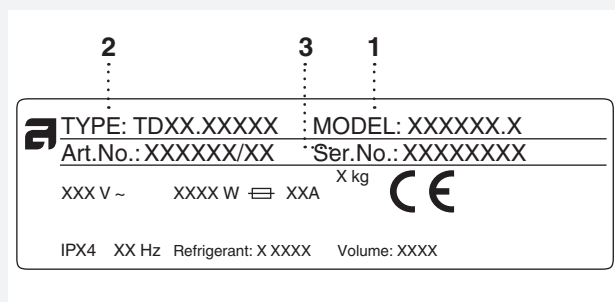 2 3 1
TYPE: TDXX.XXXXX MODEL: XXXXXX.X
Art.No.: XXXXXX/XX Ser.No.: XXXXXXXX
X kg
XXX V ~ XXXX W XXA CE
IPX4 XX Hz Refrigerant: X XXXX Volume: XXXX